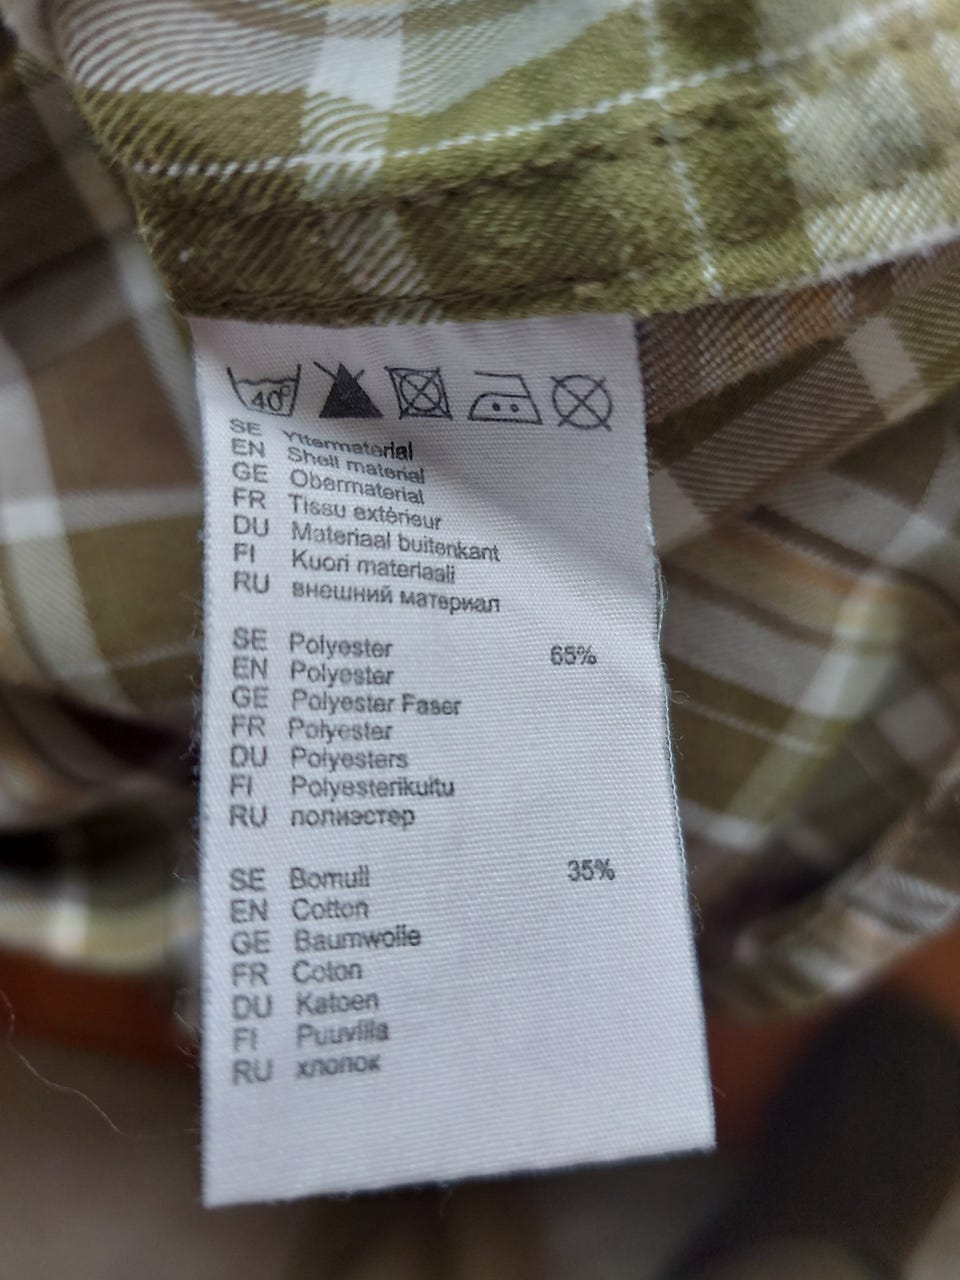 40°
SE Yttermaterial
EN Shell material
GE Obermaterial
FR Tissu extérieur
DU Materiaal buitenkant
FI Kuori materiaali
RU внешний материал
SE Polyester 65%
EN Polyester
GE Polyester Faser
FR Polyester
DU Polyesters
FI Polyesterikuitu
RU полиэстер
SE Bomull 35%
EN Cotton
GE Baumwolle
FR Coton
DU Katoen
FI Puuvilla
RU хлопок